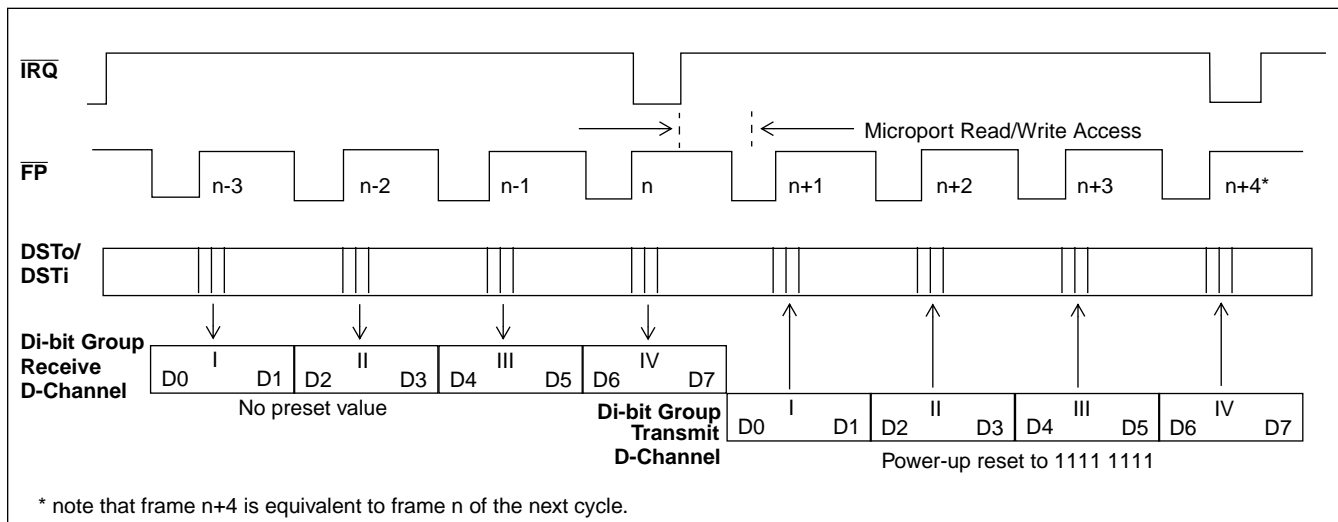 IRQ
Microport Read/Write Access
FP
n-3 n-2 n-1 n n+1 n+2 n+3 n+4*
DSTo/
DSTi
Di-bit Group
Receive
D-Channel
I II III IV
D0 D1 D2 D3 D4 D5 D6 D7
No preset value
Di-bit Group
Transmit
D-Channel
I II III IV
D0 D1 D2 D3 D4 D5 D6 D7
Power-up reset to 1111 1111
* note that frame n+4 is equivalent to frame n of the next cycle.